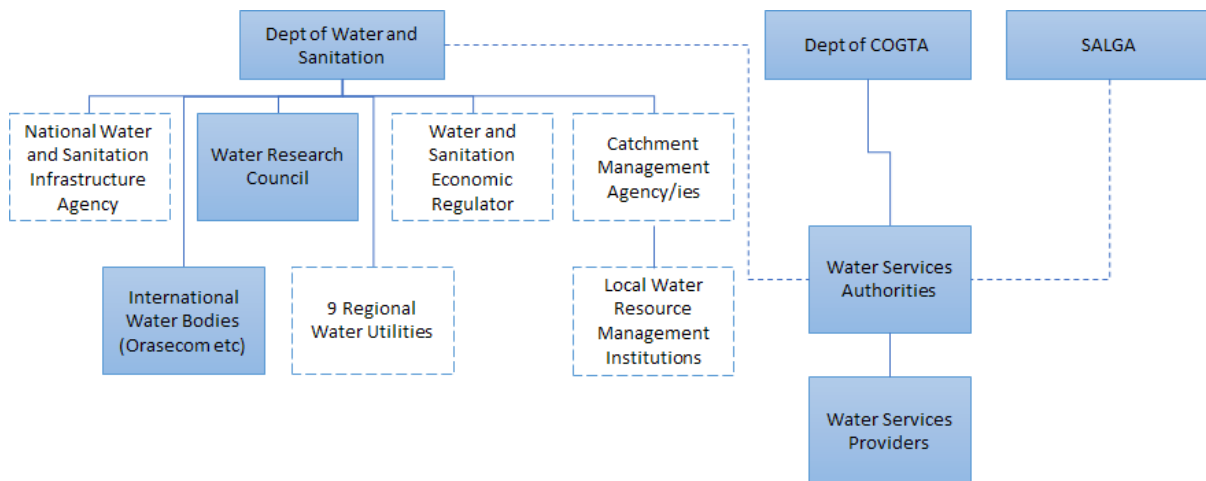 Dept of Water and
Sanitation
Dept of COGTA
SALGA
National Water
and Sanitation
Infrastructure
Agency
Water Research
Council
Water and
Sanitation
Economic
Regulator
Catchment
Management
Agency/ies
International
Water Bodies
(Orasecom etc)
9 Regional
Water Utilities
Local Water
Resource
Management
Institutions
Water Services
Authorities
Water Services
Providers